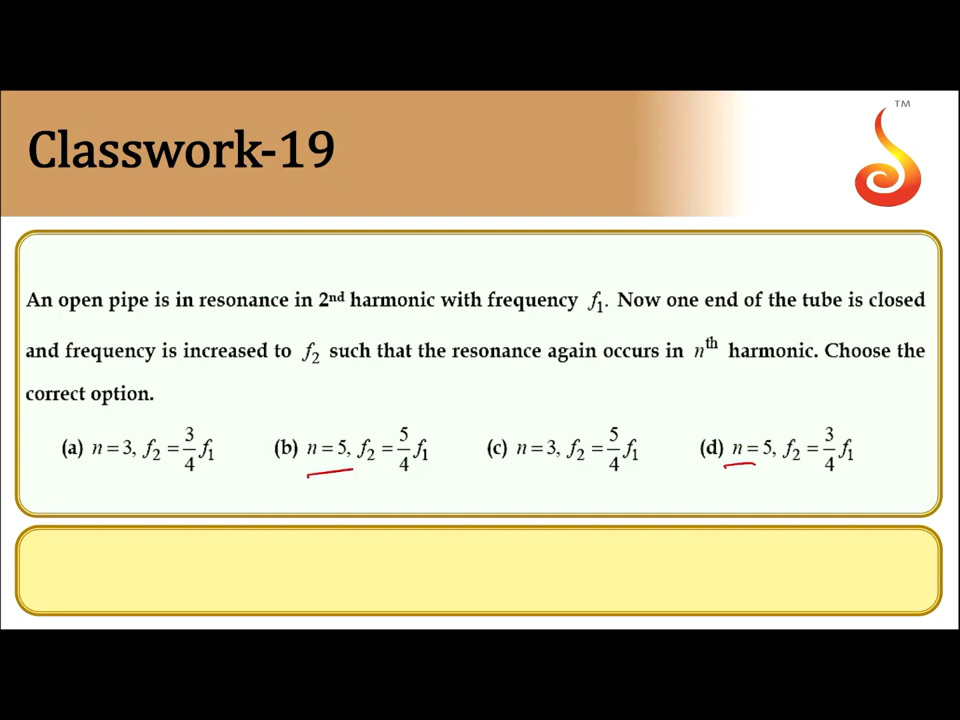 TM
Classwork-19
An open pipe is in resonance in 2nd harmonic with frequency f₁. Now one end of the tube is closed
and frequency is increased to f₂ such that the resonance again occurs in nth harmonic. Choose the
correct option.
(a) n = 3, f₂ = 3/4 f₁ (b) n = 5, f₂ = 5/4 f₁ (c) n = 3, f₂ = 5/4 f₁ (d) n = 5, f₂ = 3/4 f₁